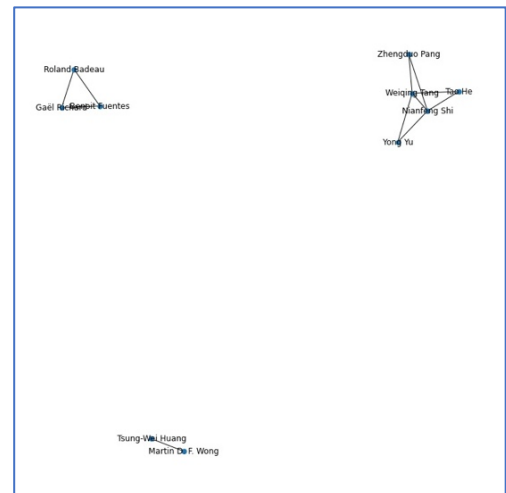 Zhengduo Pang
Roland Badeau
Weiqing Tang
Tao He
Gaël Richard
Benoit Fuentes
Nianfeng Shi
Yong Yu
Tsung-Wei Huang
Martin D. F. Wong